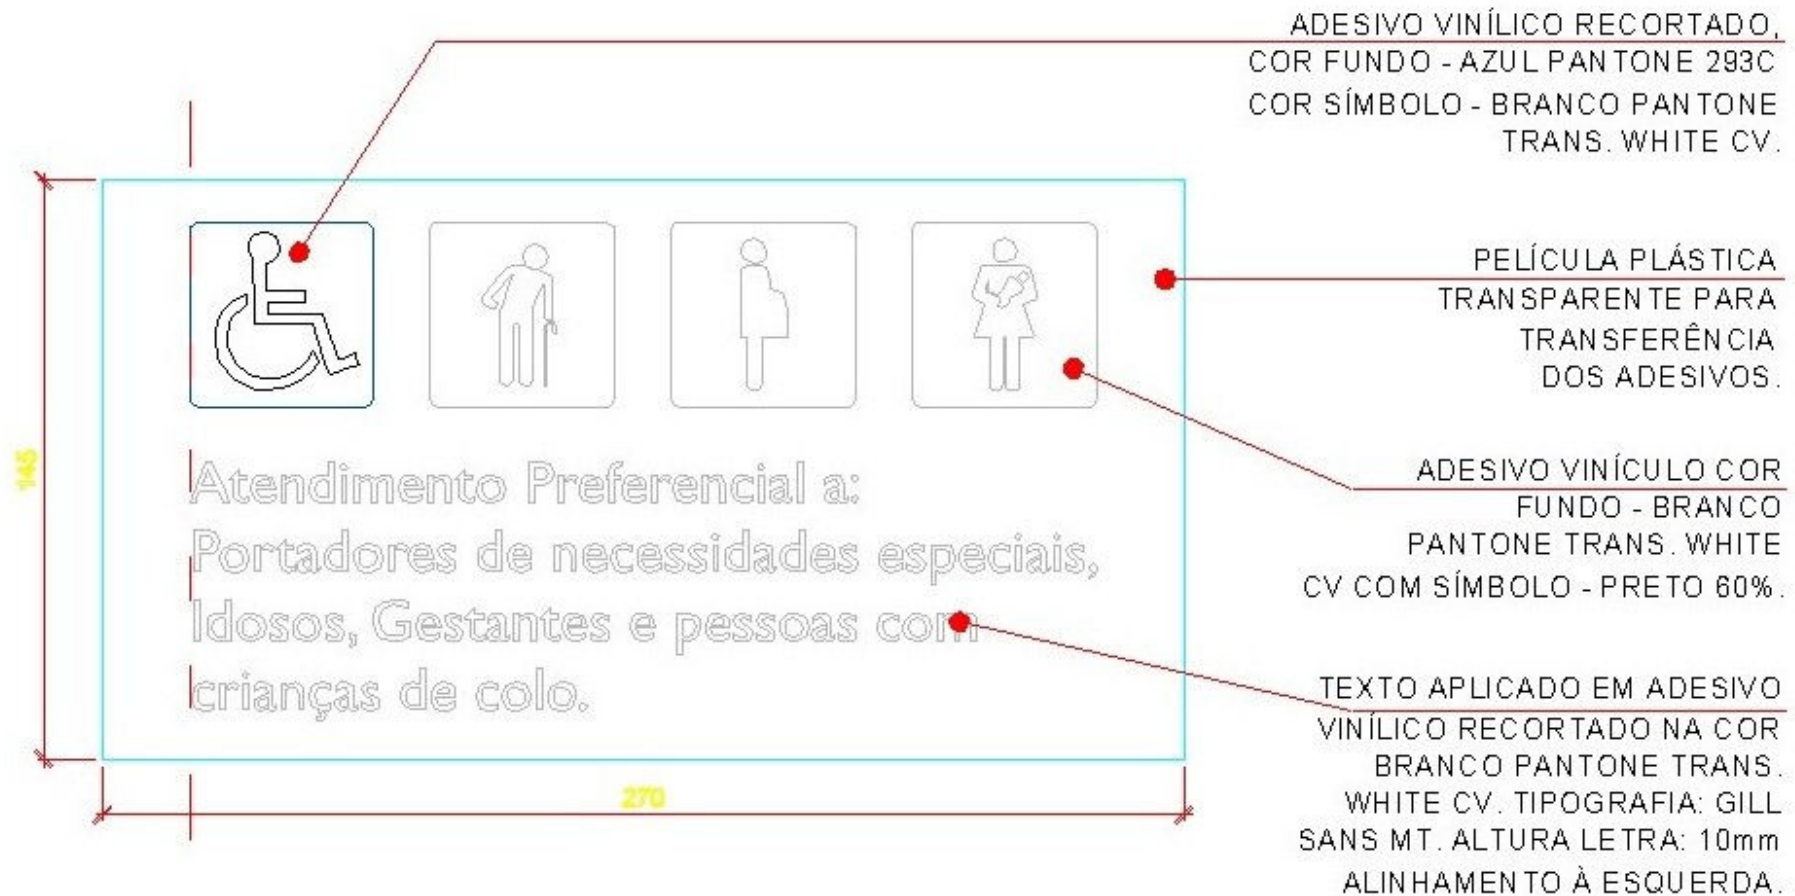 ADESIVO VINÍLICO RECORTADO,
COR FUNDO - AZUL PANTONE 293C
COR SÍMBOLO - BRANCO PANTONE
TRANS. WHITE CV.
PELÍCULA PLÁSTICA
TRANSPARENTE PARA
TRANSFERÊNCIA
DOS ADESIVOS.
ADESIVO VINÍCULO COR
FUNDO - BRANCO
PANTONE TRANS. WHITE
CV COM SÍMBOLO - PRETO 60%.
TEXTO APLICADO EM ADESIVO
VINÍLICO RECORTADO NA COR
BRANCO PANTONE TRANS.
WHITE CV. TIPOGRAFIA: GILL
SANS MT. ALTURA LETRA: 10mm
ALINHAMENTO À ESQUERDA.
145
Atendimento Preferencial a:
Portadores de necessidades especiais,
Idosos, Gestantes e pessoas com
crianças de colo.
270